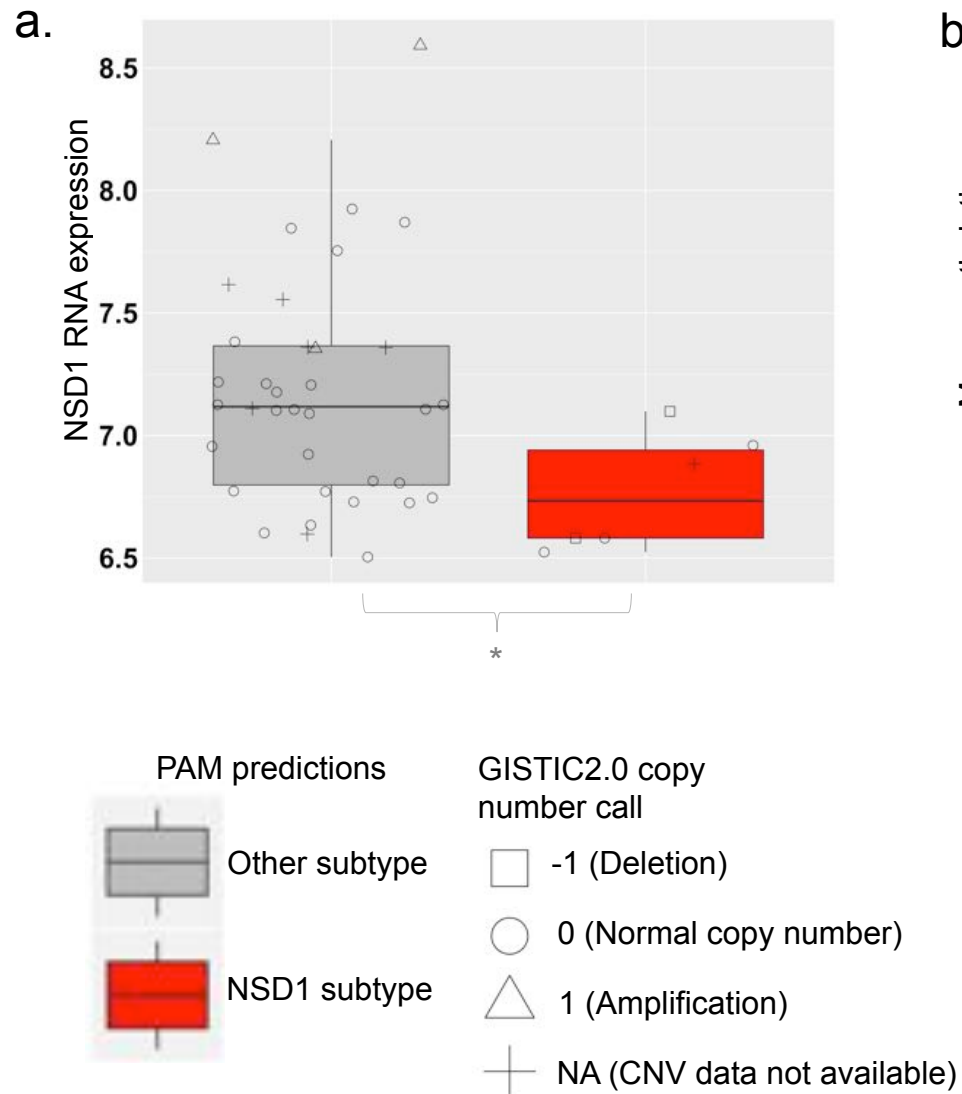 a.
b
8.5
8.0
7.5
7.0
6.5
NSD1 RNA expression
*
PAM predictions
Other subtype
NSD1 subtype
GISTIC2.0 copy
number call
-1 (Deletion)
0 (Normal copy number)
1 (Amplification)
NA (CNV data not available)